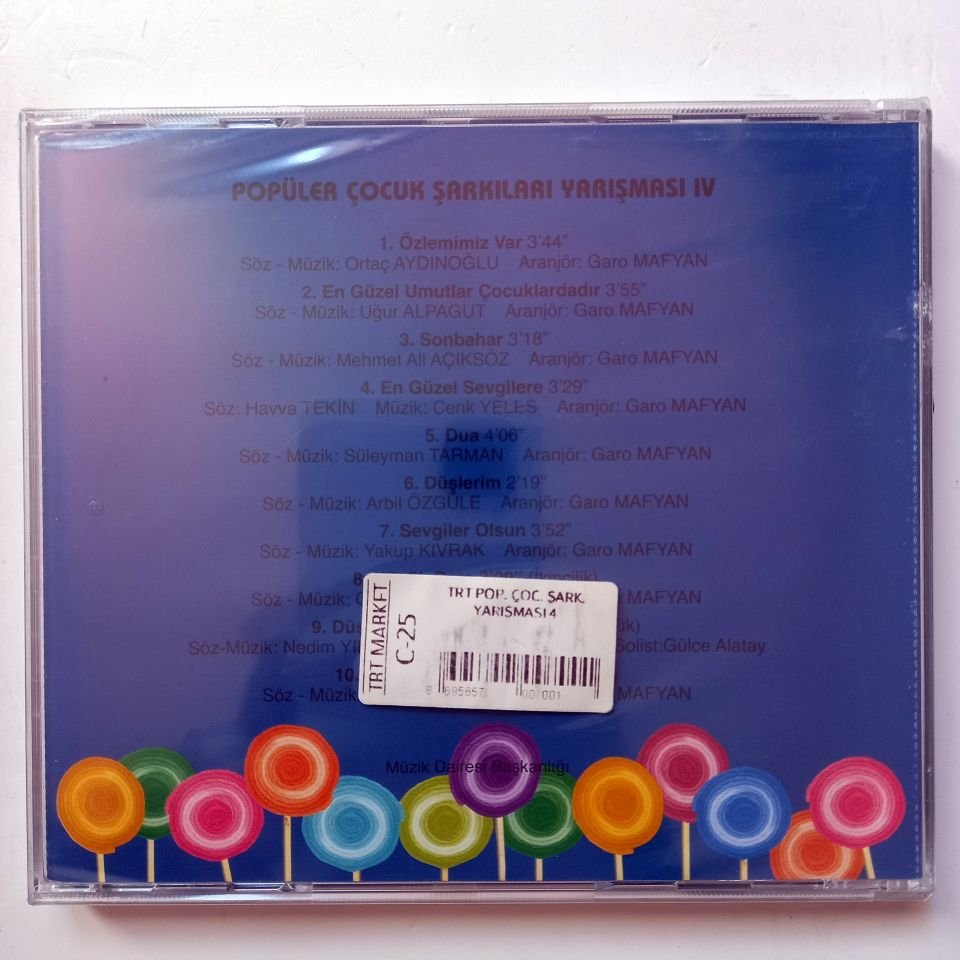 POPÜLER ÇOCUK ŞARKILARI YARIŞMASI IV
1. Özlemimiz Var 3'44"
Söz - Müzik: Ortaç AYDINOĞLU Aranjör: Garo MAFYAN
2. En Güzel Umutlar Çocuklardadır 3'55"
Söz - Müzik: Uğur ALPAGUT Aranjör: Garo MAFYAN
3. Sonbahar 3'18"
Söz - Müzik: Mehmet Ali AÇIKSÖZ Aranjör: Garo MAFYAN
4. En Güzel Sevgilere 3'29"
Söz: Havva TEKİN Müzik: Cenk YELES Aranjör: Garo MAFYAN
5. Dua 4'06"
Söz - Müzik: Süleyman TARMAN Aranjör: Garo MAFYAN
6. Düşlerim 2'19"
Söz - Müzik: Arbil ÖZGÜLE Aranjör: Garo MAFYAN
7. Sevgiler Olsun 3'52"
Söz - Müzik: Yakup KIVRAK Aranjör: Garo MAFYAN
8 (İkincilik)
Söz - Müzik: MAFYAN
9.
Söz-Müzik: Nedim Solist:Gülce Alatay
10.
Söz - Müzik MAFYAN
TRT MARKET
C-25
TRT POP. ÇOC. ŞARK.
YARIŞMASI 4
8 695657 007001
Müzik Dairesi Başkanlığı